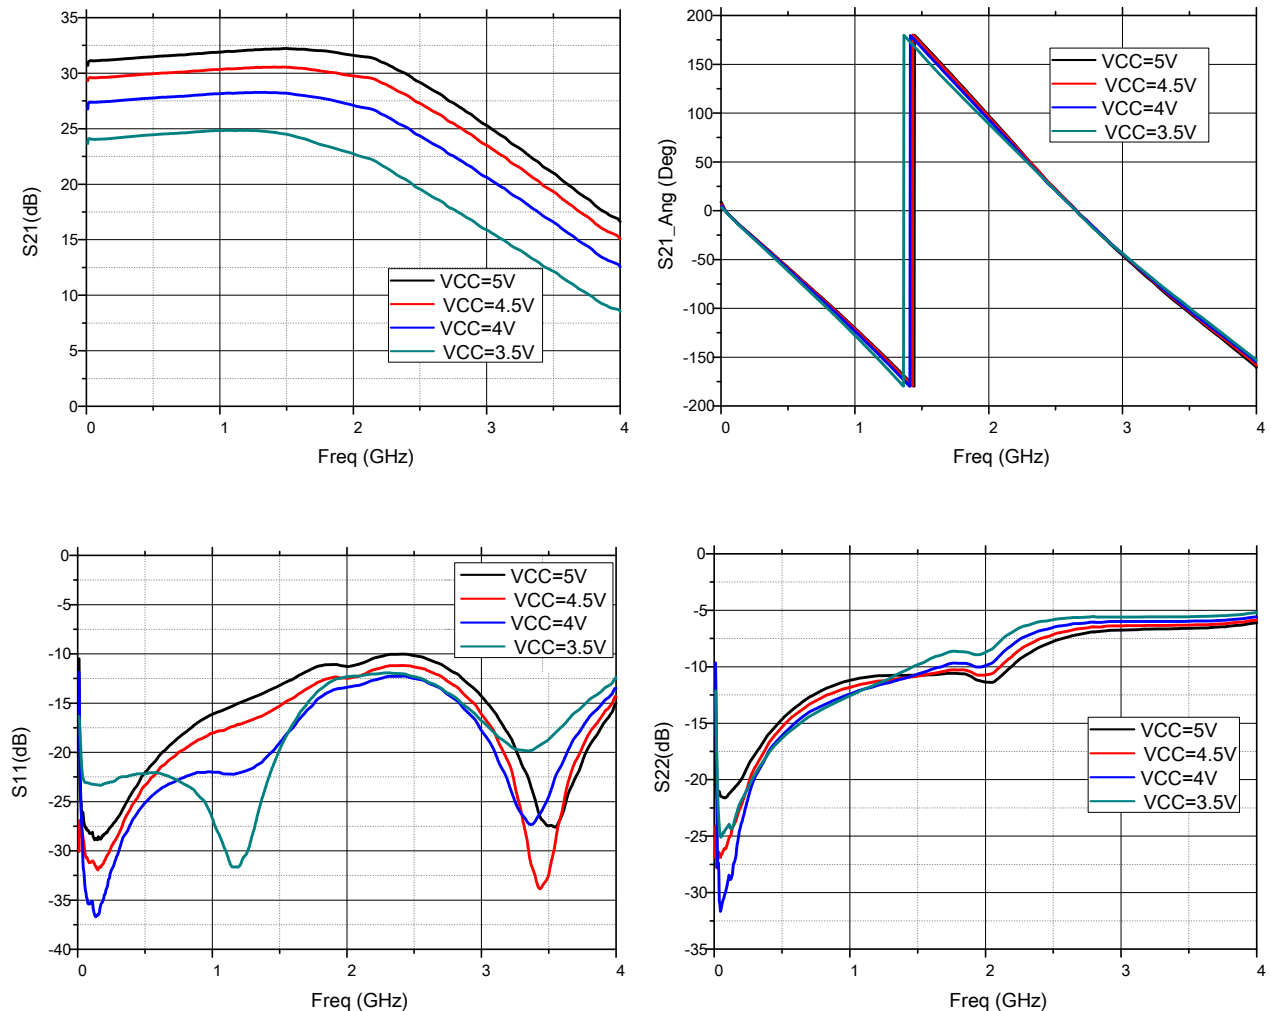 35
30
25
20
15
10
5
0
S21(dB)
VCC=5V
VCC=4.5V
VCC=4V
VCC=3.5V
0 1 2 3 4
Freq (GHz)
200
150
100
50
0
-50
-100
-150
-200
S21_Ang (Deg)
VCC=5V
VCC=4.5V
VCC=4V
VCC=3.5V
0 1 2 3 4
Freq (GHz)
0
-5
-10
-15
-20
-25
-30
-35
-40
S11(dB)
VCC=5V
VCC=4.5V
VCC=4V
VCC=3.5V
0 1 2 3 4
Freq (GHz)
0
-5
-10
-15
-20
-25
-30
-35
S22(dB)
VCC=5V
VCC=4.5V
VCC=4V
VCC=3.5V
0 1 2 3 4
Freq (GHz)